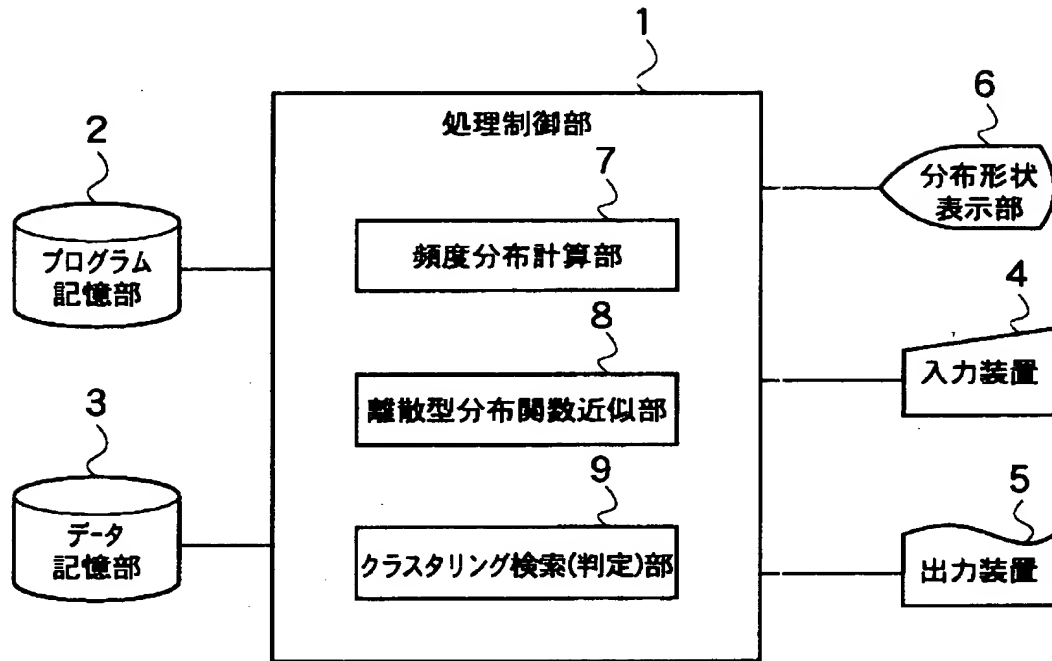 1
処理制御部
2
プログラム
記憶部
3
データ
記憶部
7
頻度分布計算部
8
離散型分布関数近似部
9
クラスタリング検索(判定)部
6
分布形状
表示部
4
入力装置
5
出力装置